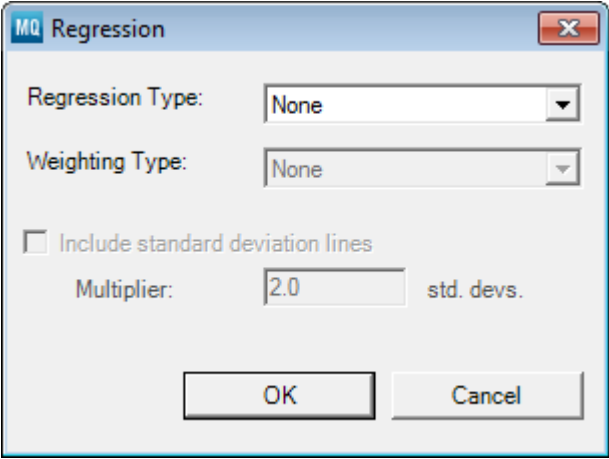 MQ Regression
Regression Type: None
Weighting Type: None
Include standard deviation lines
Multiplier: 2.0 std. devs.
OK Cancel